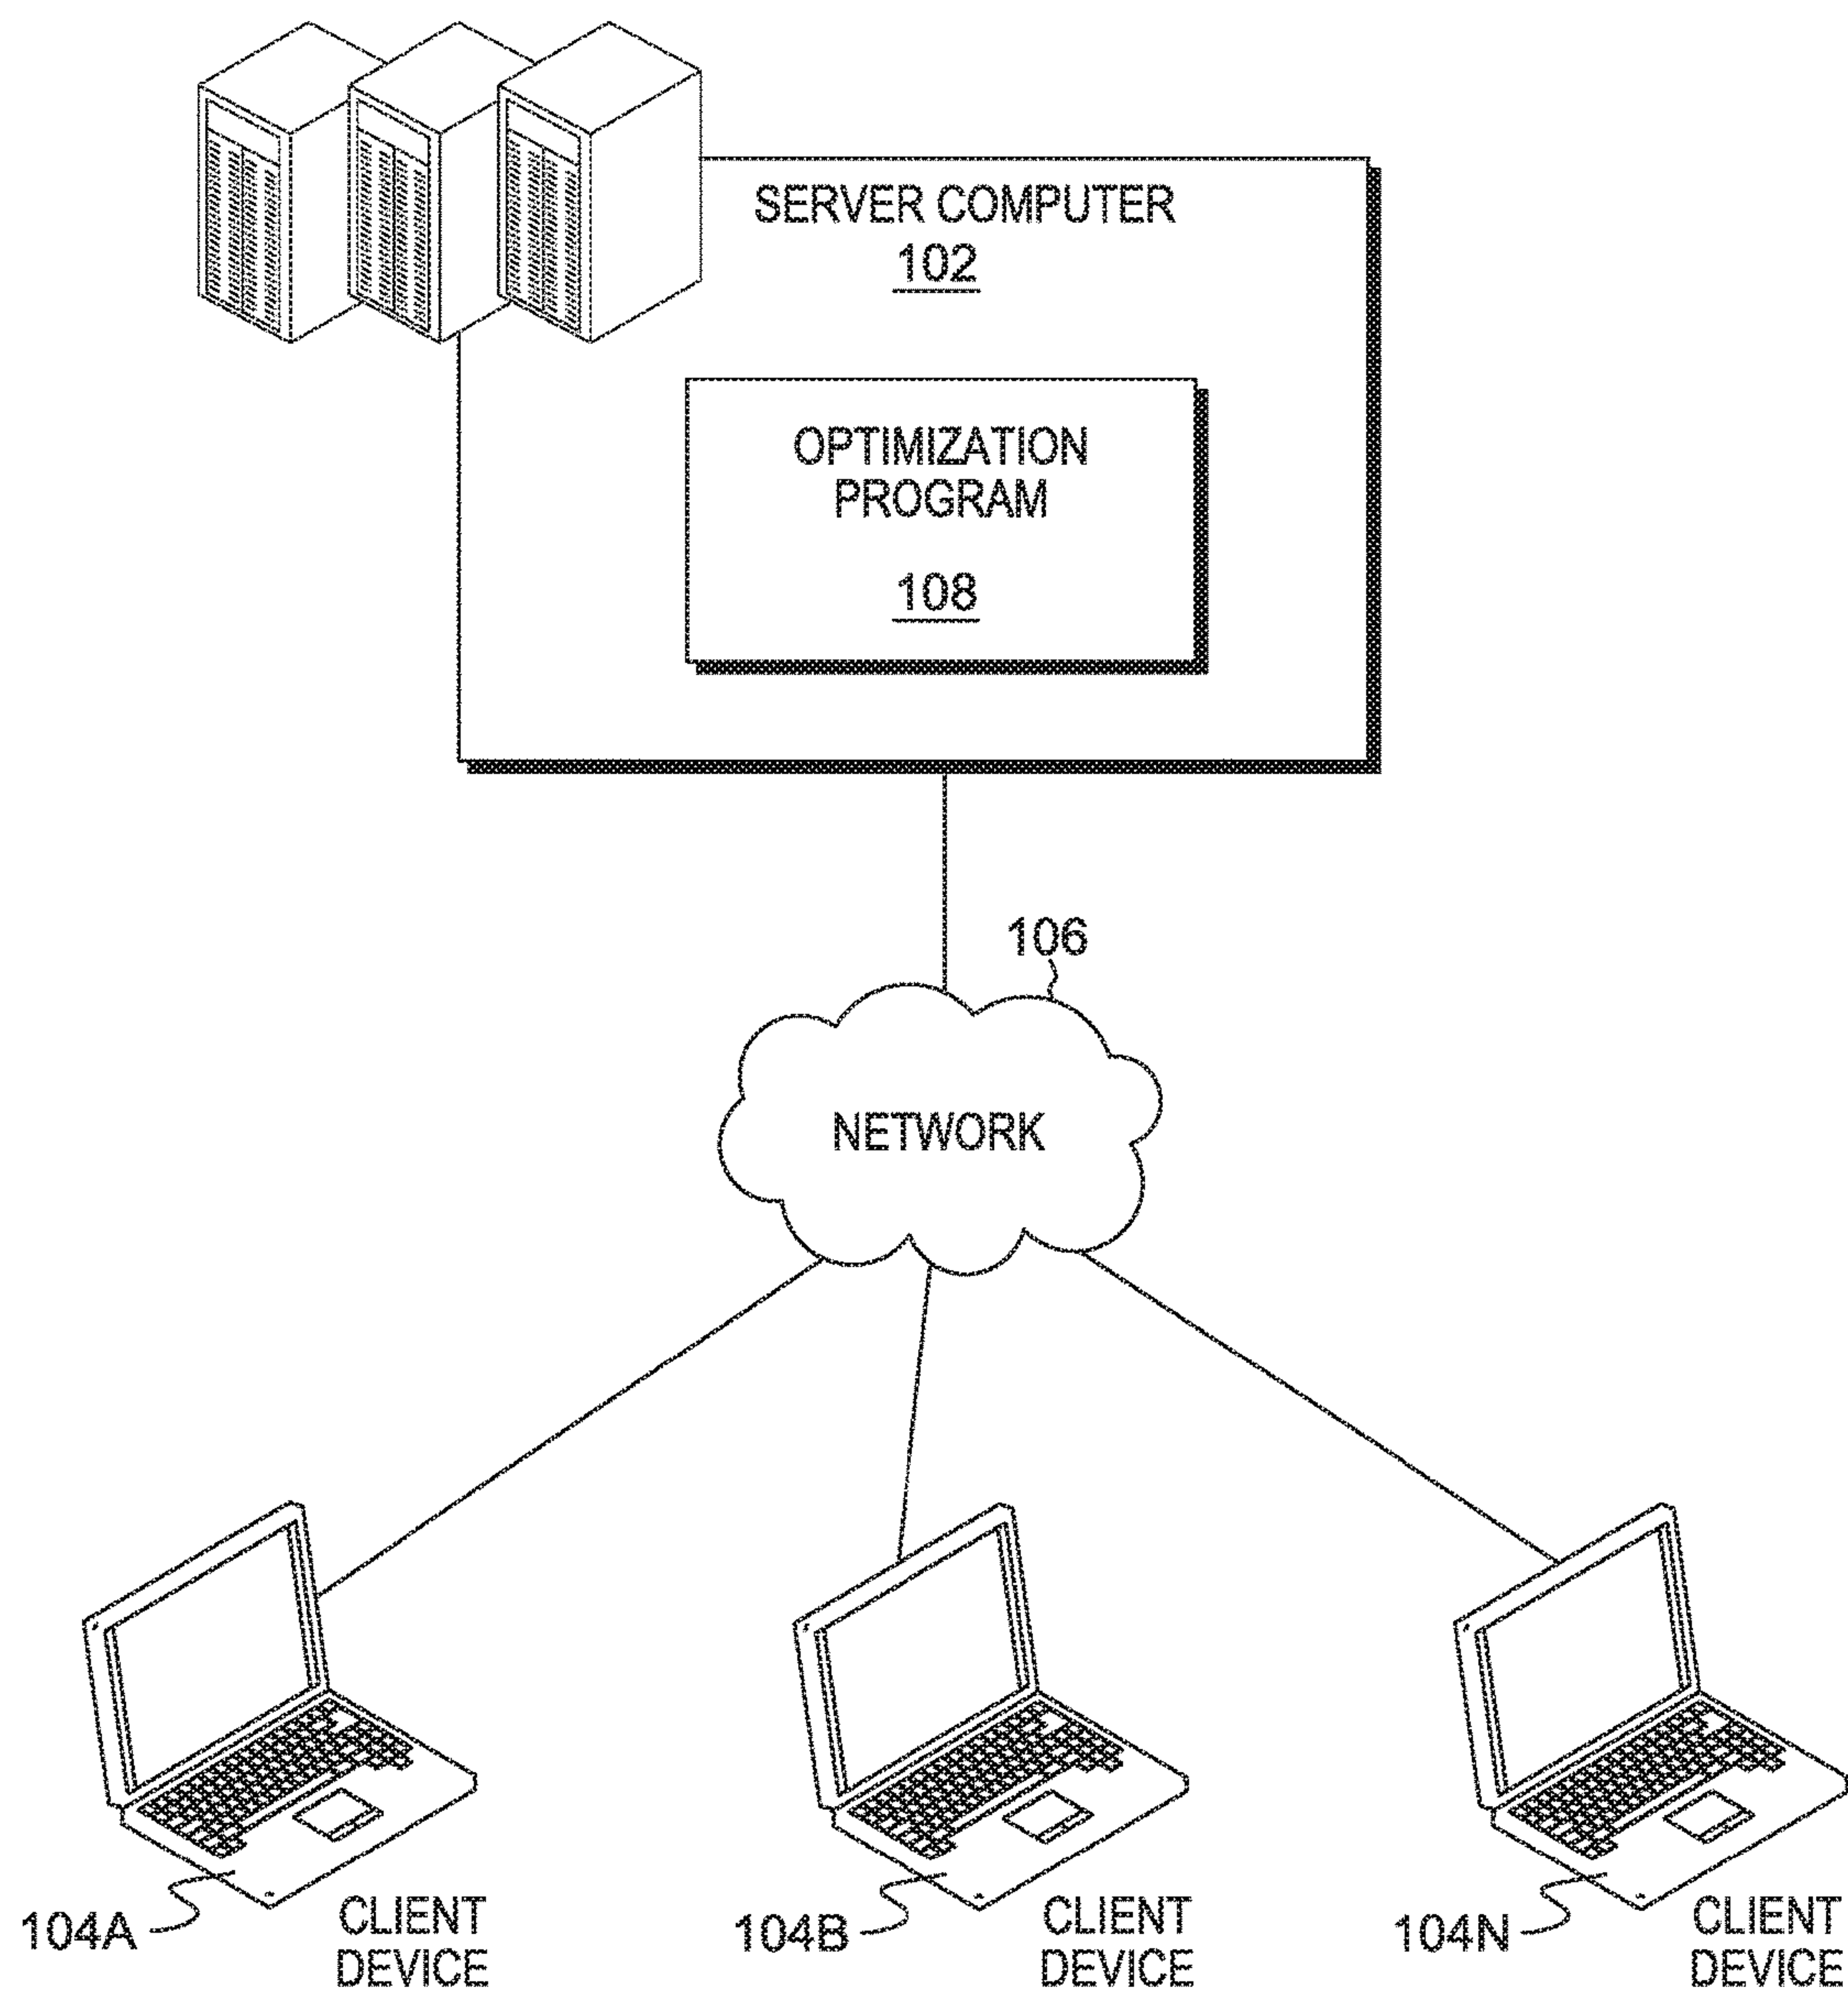 SERVER COMPUTER
102
OPTIMIZATION
PROGRAM
108
106
NETWORK
104A
CLIENT
DEVICE
104B
CLIENT
DEVICE
104N
CLIENT
DEVICE